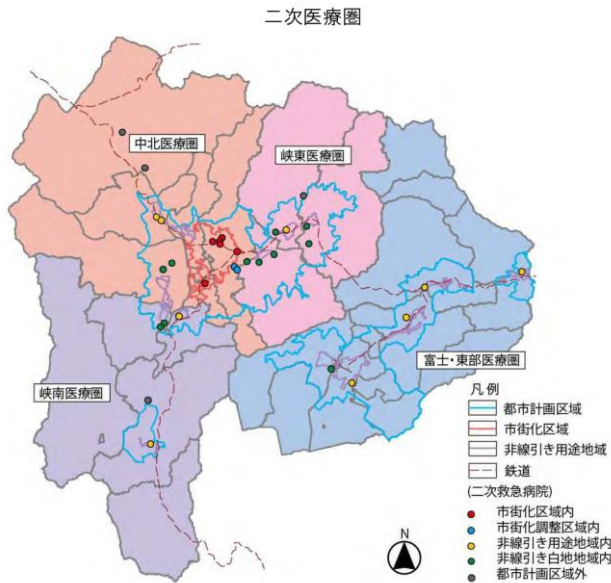 二次医療圏
中北医療圏
峡東医療圏
峡南医療圏
富士・東部医療圏
凡例
都市計画区域
市街化区域
非線引き用途地域
鉄道
(二次救急病院)
市街化区域内
市街化調整区域内
非線引き用途地域内
非線引き白地地域内
都市計画区域外
N